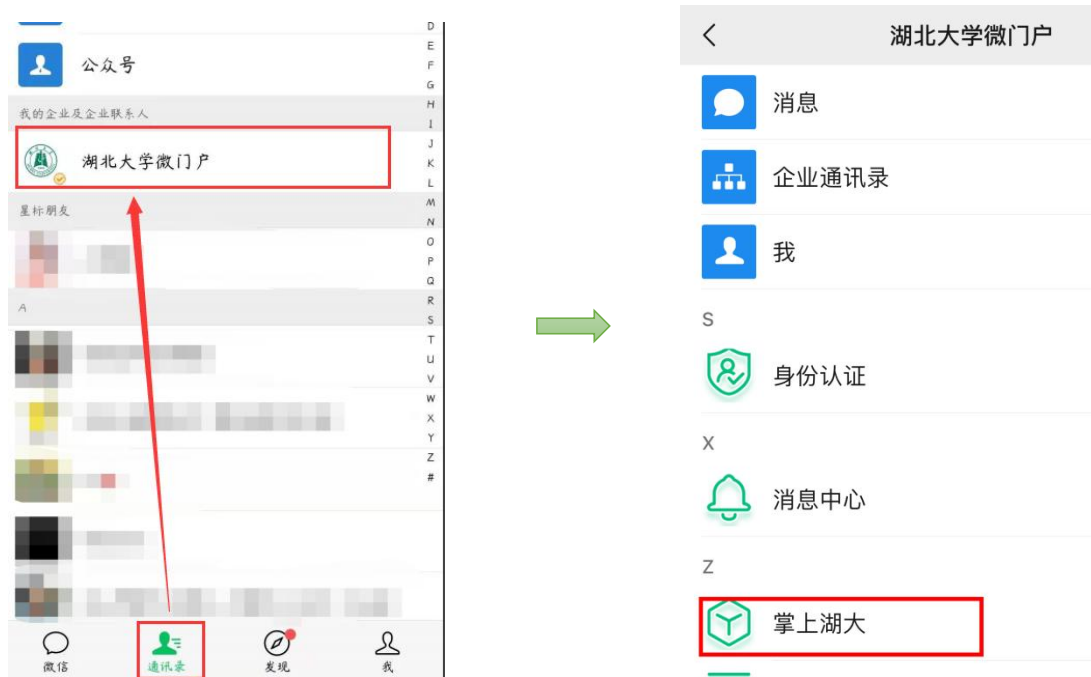 公众号
我的企业及企业联系人
湖北大学微门户
星标朋友
A
D
E
F
G
H
I
J
K
L
M
N
O
P
Q
R
S
T
U
V
W
X
Y
Z
#
微信
通讯录
发现
我
湖北大学微门户
消息
企业通讯录
我
S
身份认证
X
消息中心
Z
掌上湖大